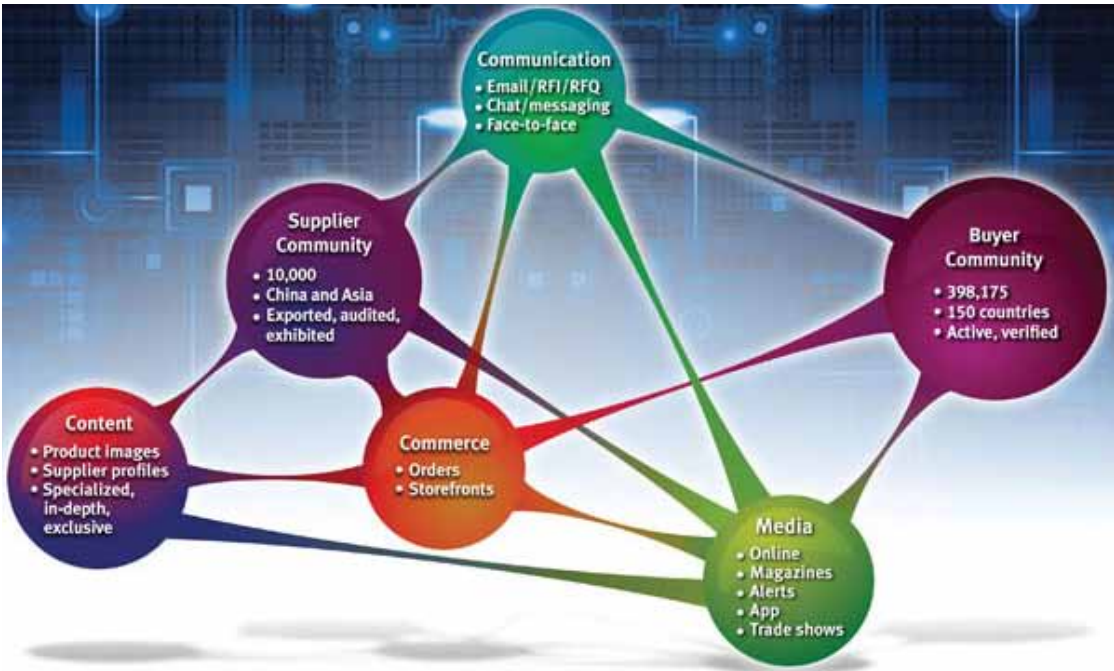 Communication
• Email/RFI/RFQ
• Chat/messaging
• Face-to-face
Supplier
Community
• 10,000
• China and Asia
• Exported, audited,
exhibited
Buyer
Community
• 398,175
• 150 countries
• Active, verified
Content
• Product images
• Supplier profiles
• Specialized,
in-depth,
exclusive
Commerce
• Orders
• Storefronts
Media
• Online
• Magazines
• Alerts
• App
• Trade shows